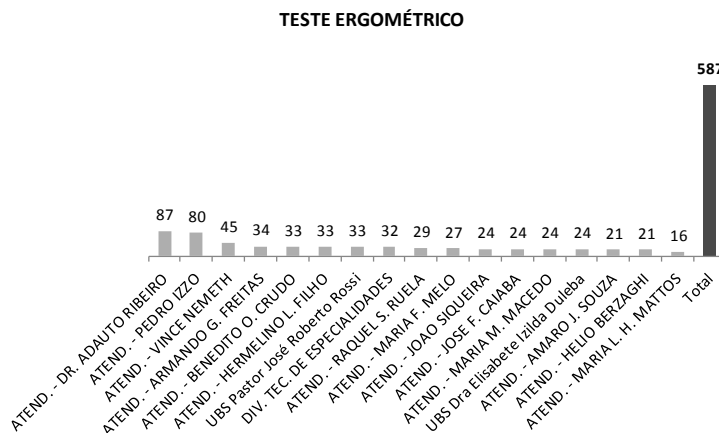 TESTE ERGOMÉTRICO
587
87 80 45 34 33 33 33 32 29 27 24 24 24 24 21 21 16
ATEND. - DR. ADAUTO RIBEIRO
ATEND. - PEDRO IZZO
ATEND. - VINCE NEMETH
ATEND. - ARMANDO G. FREITAS
ATEND. - BENEDITO O. CRUDO
ATEND. - HERMELINO L. FILHO
UBS Pastor José Roberto Rossi
DIV. TEC. DE ESPECIALIDADES
ATEND. - RAQUEL S. RUELA
ATEND. - MARIA F. MELO
ATEND. - JOAO SIQUEIRA
ATEND. - JOSE F. CAIABA
ATEND. - MARIA M. MACEDO
UBS Dra Elisabete Izilda Duleba
ATEND. - AMARO J. SOUZA
ATEND. - HELIO BERZAGHI
ATEND. - MARIA L. H. MATTOS
Total